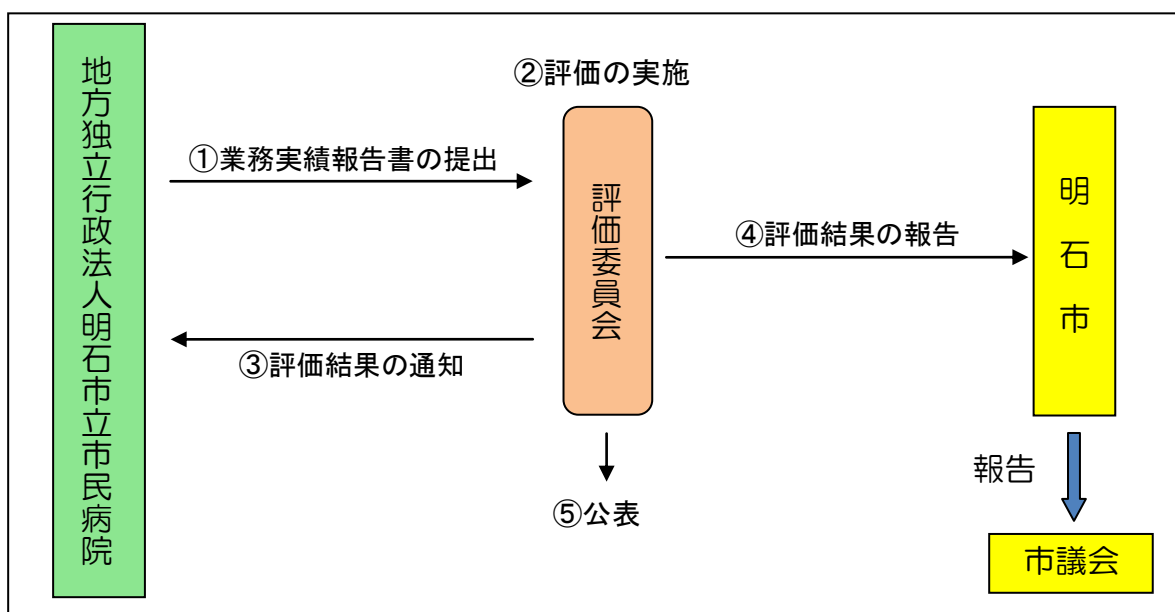 地方独立行政法人明石市立市民病院
②評価の実施
①業務実績報告書の提出
評価委員会
④評価結果の報告
明石市
③評価結果の通知
⑤公表
報告
市議会